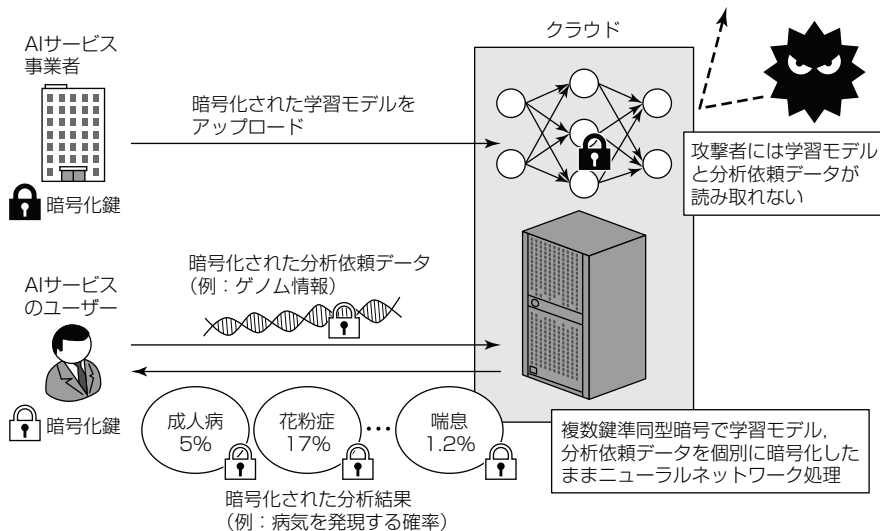 クラウド
AIサービス
事業者
暗号化された学習モデルを
アップロード
暗号化鍵
攻撃者には学習モデル
と分析依頼データが
読み取れない
AIサービス
のユーザー
暗号化された分析依頼データ
（例：ゲノム情報）
暗号化鍵
成人病
5%
花粉症
17%
…
喘息
1.2%
暗号化された分析結果
（例：病気を発現する確率）
複数鍵準同型暗号で学習モデル，
分析依頼データを個別に暗号化した
ままニューラルネットワーク処理